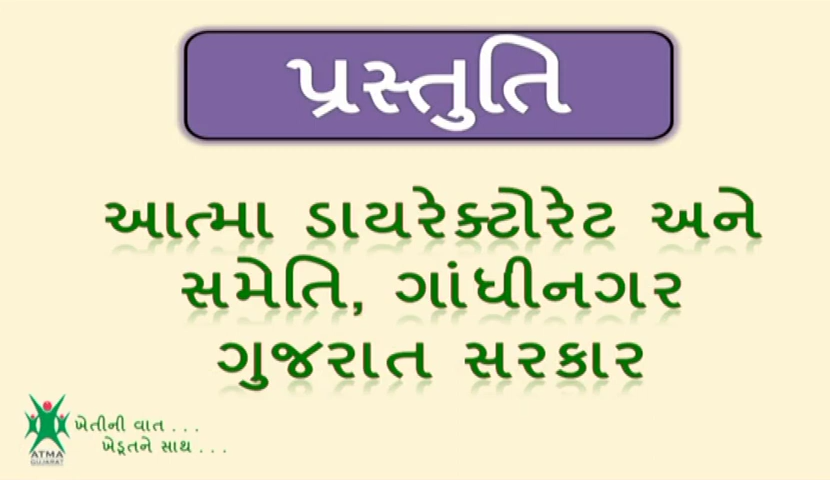 પ્રસ્તુતિ
આત્મા ડાયરેક્ટોરેટ અને
સમેતિ, ગાંધીનગર
ગુજરાત સરકાર
ખેતીની વાત . . .
ખેડૂતને સાથ . . .
ATMA
GUJARAT